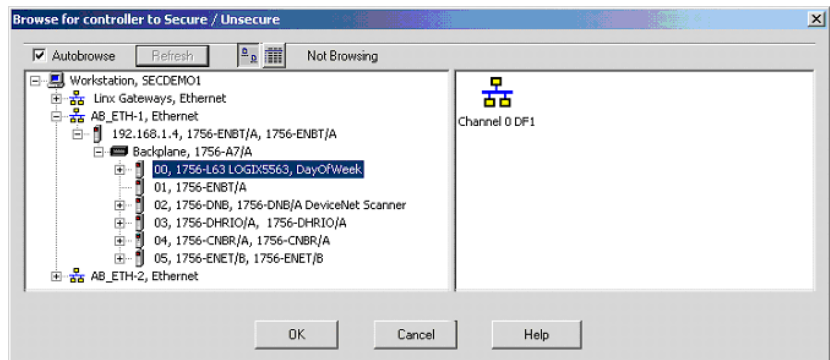 Browse for controller to Secure / Unsecure
Autobrowse Refresh Not Browsing
Workstation, SECDEMO1
Linx Gateways, Ethernet
AB_ETH-1, Ethernet
192.168.1.4, 1756-ENBT/A, 1756-ENBT/A
Backplane, 1756-A7/A
00, 1756-L63 LOGIX5563, DayOfWeek
01, 1756-ENBT/A
02, 1756-DNB, 1756-DNB/A DeviceNet Scanner
03, 1756-DHRIO/A, 1756-DHRIO/A
04, 1756-CNBR/A, 1756-CNBR/A
05, 1756-ENET/B, 1756-ENET/B
AB_ETH-2, Ethernet
Channel 0 DF1
OK Cancel Help